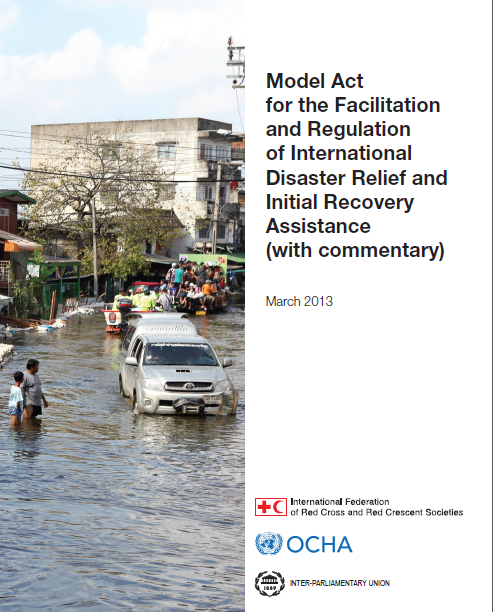 Model Act
for the Facilitation
and Regulation
of International
Disaster Relief and
Initial Recovery
Assistance
(with commentary)
March 2013
International Federation
of Red Cross and Red Crescent Societies
OCHA
1889
INTER-PARLIAMENTARY UNION